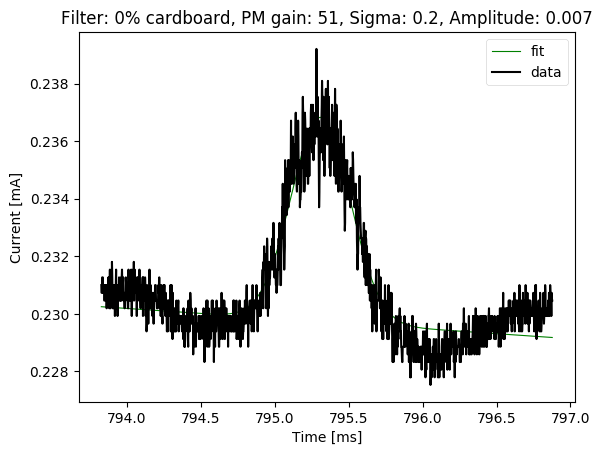 Filter: 0% cardboard, PM gain: 51, Sigma: 0.2, Amplitude: 0.007
fit
data
0.238
0.236
0.234
0.232
0.230
0.228
Current [mA]
794.0 794.5 795.0 795.5 796.0 796.5 797.0
Time [ms]